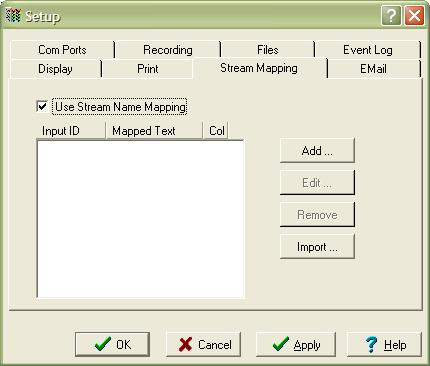 Setup
Com Ports Recording Files Event Log
Display Print Stream Mapping EMail
Use Stream Name Mapping
Input ID Mapped Text Col
Add ...
Edit ...
Remove
Import ...
OK Cancel Apply Help